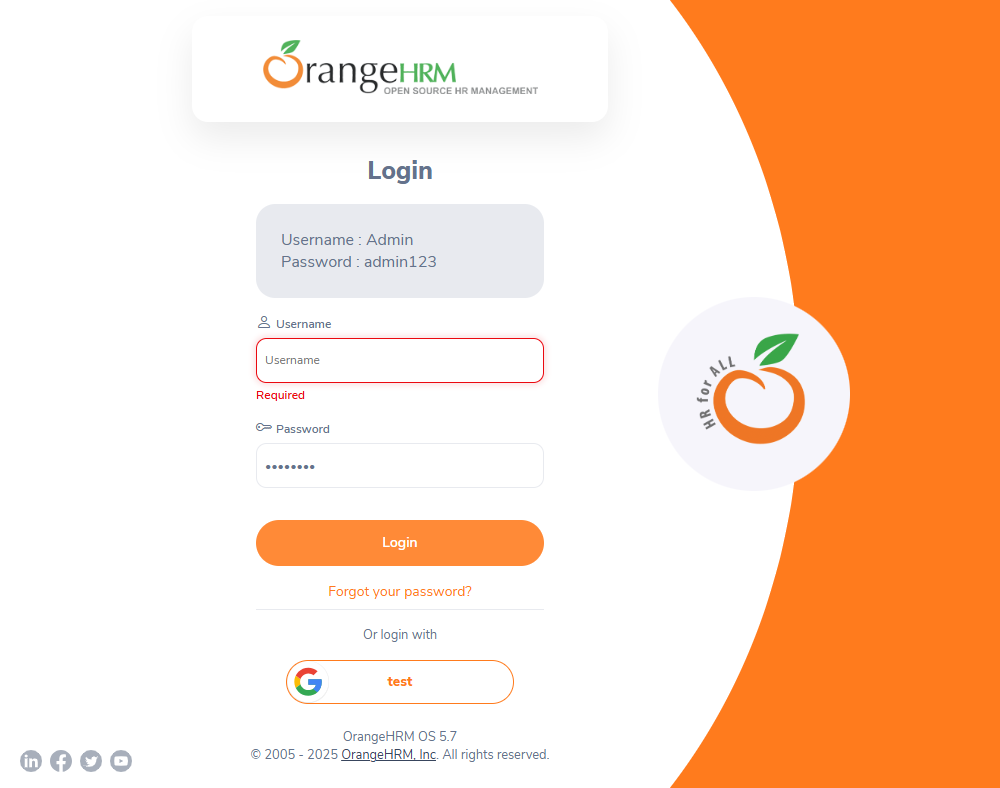 OrangeHRM
OPEN SOURCE HR MANAGEMENT
Login
Username : Admin
Password : admin123
Username
Username
Required
HR for ALL
Password
••••••••
Login
Forgot your password?
Or login with
test
OrangeHRM OS 5.7
© 2005 - 2025 OrangeHRM, Inc. All rights reserved.
in